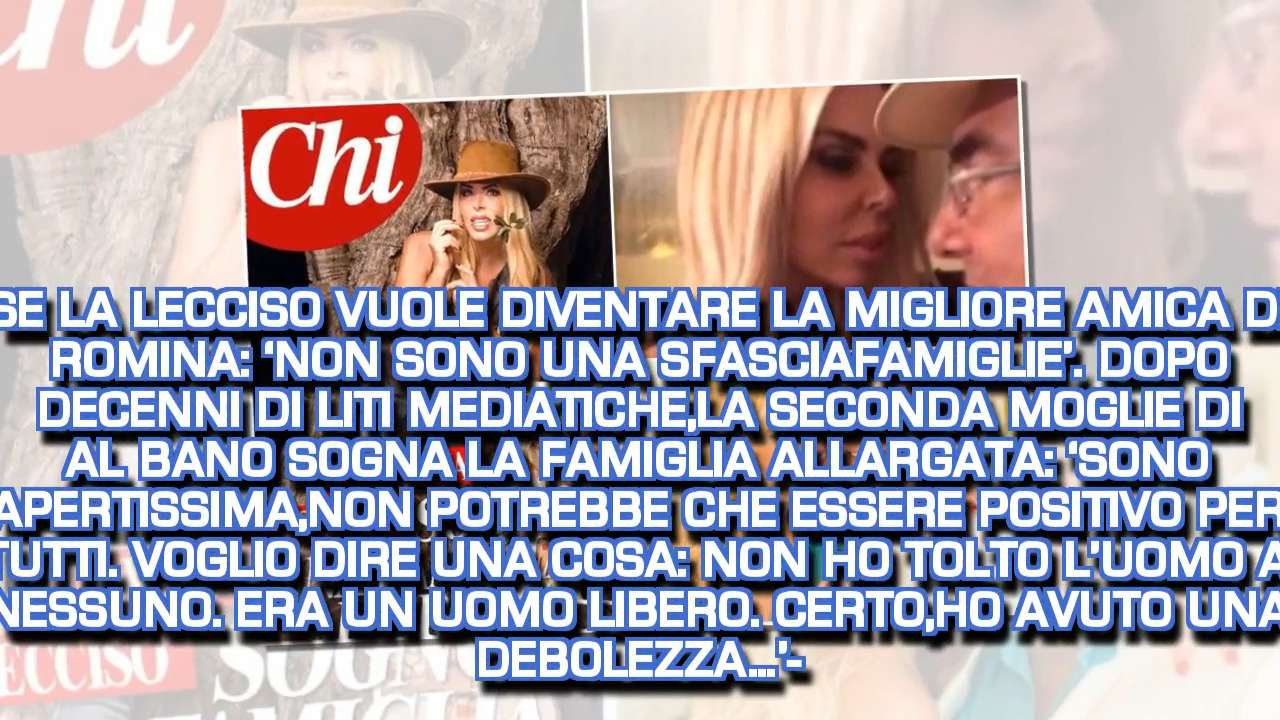 Chi
SE LA LECCISO VUOLE DIVENTARE LA MIGLIORE AMICA DI
ROMINA: ‘NON SONO UNA SFASCIAFAMIGLIE’. DOPO
DECENNI DI LITI MEDIATICHE,LA SECONDA MOGLIE DI
AL BANO SOGNA LA FAMIGLIA ALLARGATA: ‘SONO
APERTISSIMA,NON POTREBBE CHE ESSERE POSITIVO PER
TUTTI. VOGLIO DIRE UNA COSA: NON HO TOLTO L’UOMO A
NESSUNO. ERA UN UOMO LIBERO. CERTO,HO AVUTO UNA
DEBOLEZZA...’-